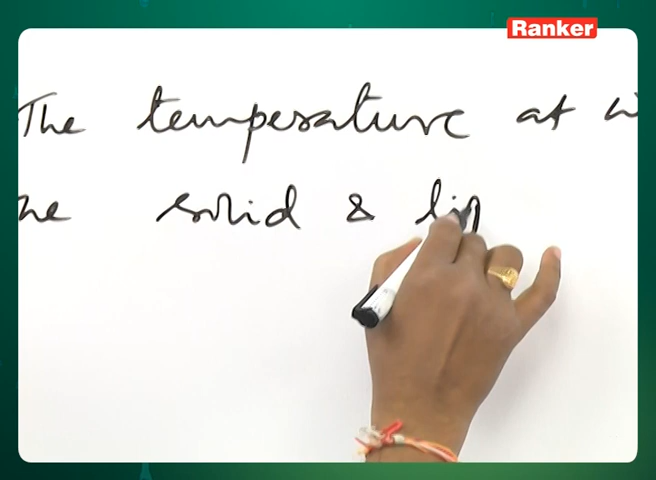 Ranker
The temperature at
solid &